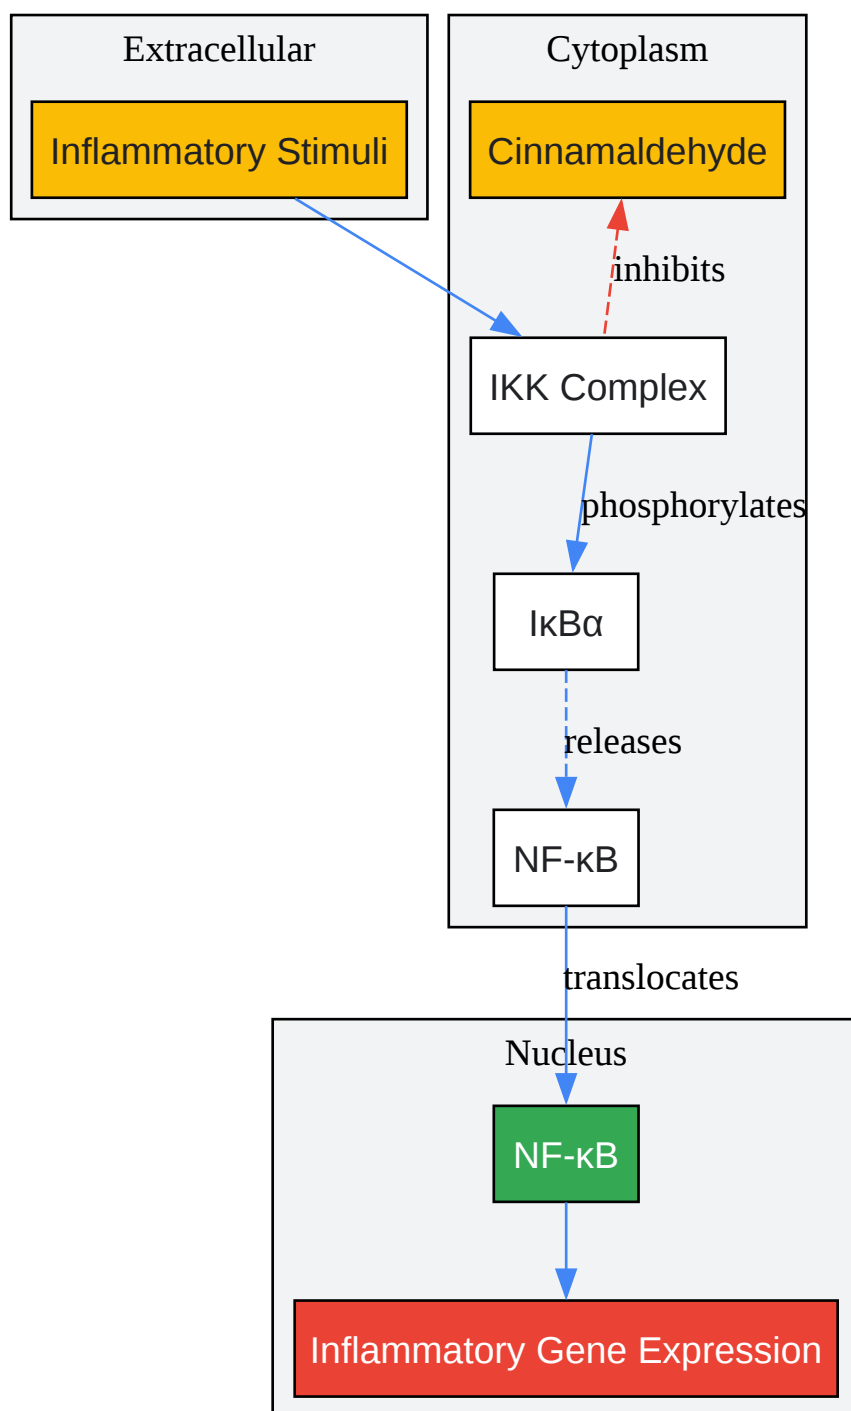 Extracellular
Cytoplasm
Inflammatory Stimuli
Cinnamaldehyde
inhibits
IKK Complex
phosphorylates
IκBα
releases
NF-κB
translocates
Nucleus
NF-κB
Inflammatory Gene Expression